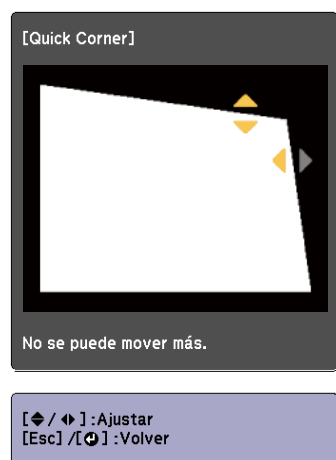 [Quick Corner]
No se puede mover más.
[ / ] :Ajustar
[Esc] /[ ] :Volver